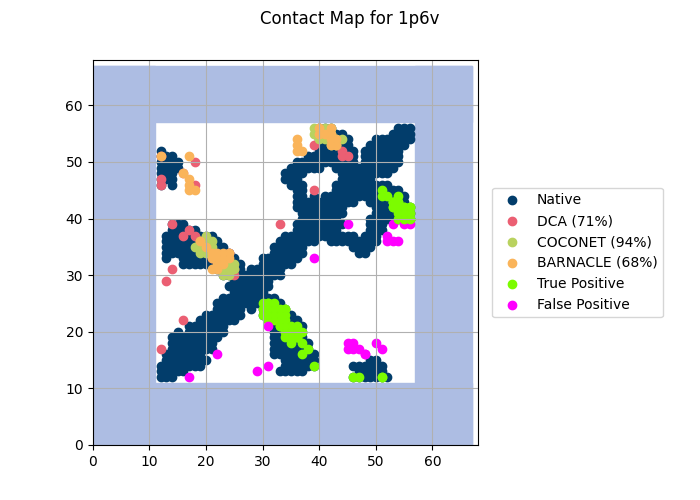 Contact Map for 1p6v
60
50
40
30
20
10
0
0 10 20 30 40 50 60
Native
DCA (71%)
COCONET (94%)
BARNACLE (68%)
True Positive
False Positive